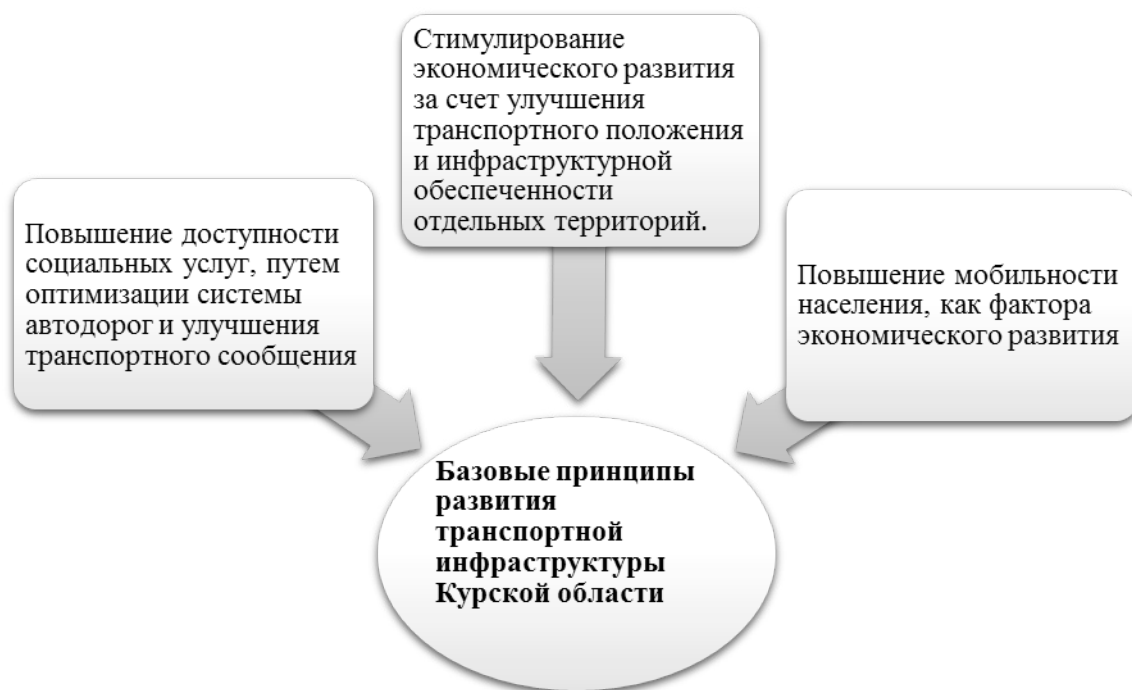 Стимулирование
экономического развития
за счет улучшения
транспортного положения
и инфраструктурной
обеспеченности
отдельных территорий.
Повышение доступности
социальных услуг, путем
оптимизации системы
автодорог и улучшения
транспортного сообщения
Повышение мобильности
населения, как фактора
экономического развития
Базовые принципы
развития
транспортной
инфраструктуры
Курской области